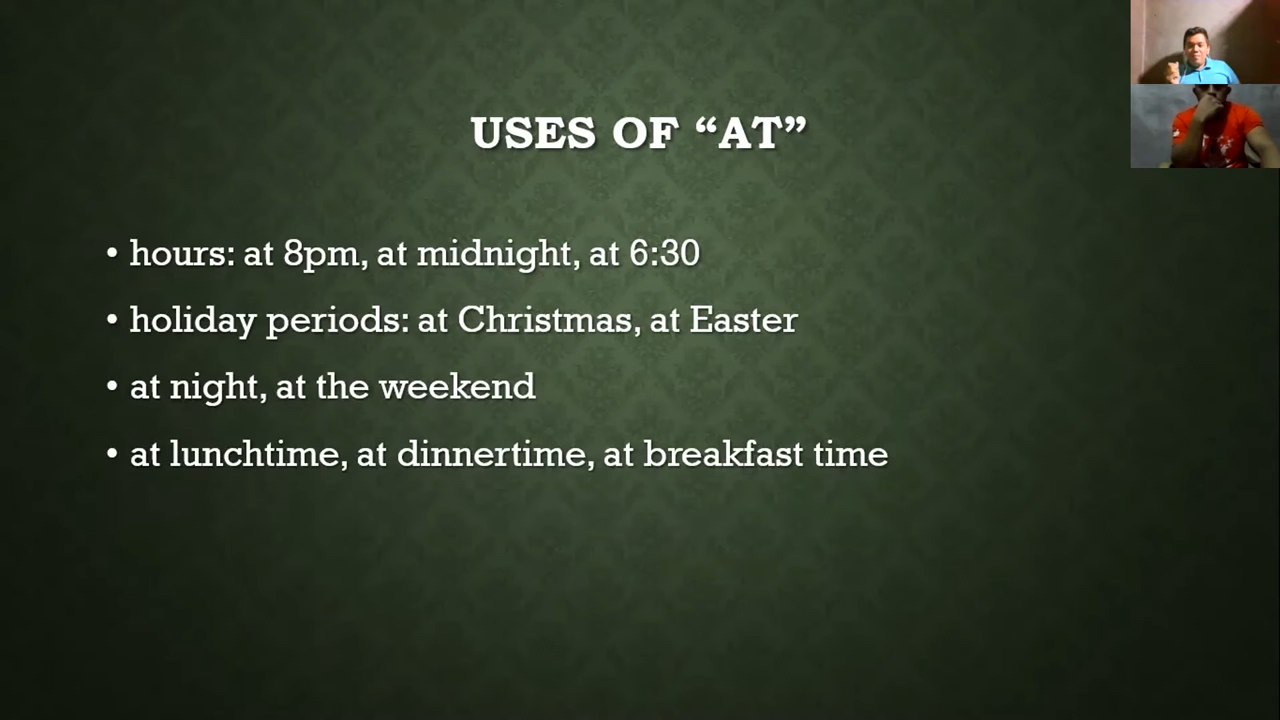 USES OF “AT”
• hours: at 8pm, at midnight, at 6:30
• holiday periods: at Christmas, at Easter
• at night, at the weekend
• at lunchtime, at dinnertime, at breakfast time